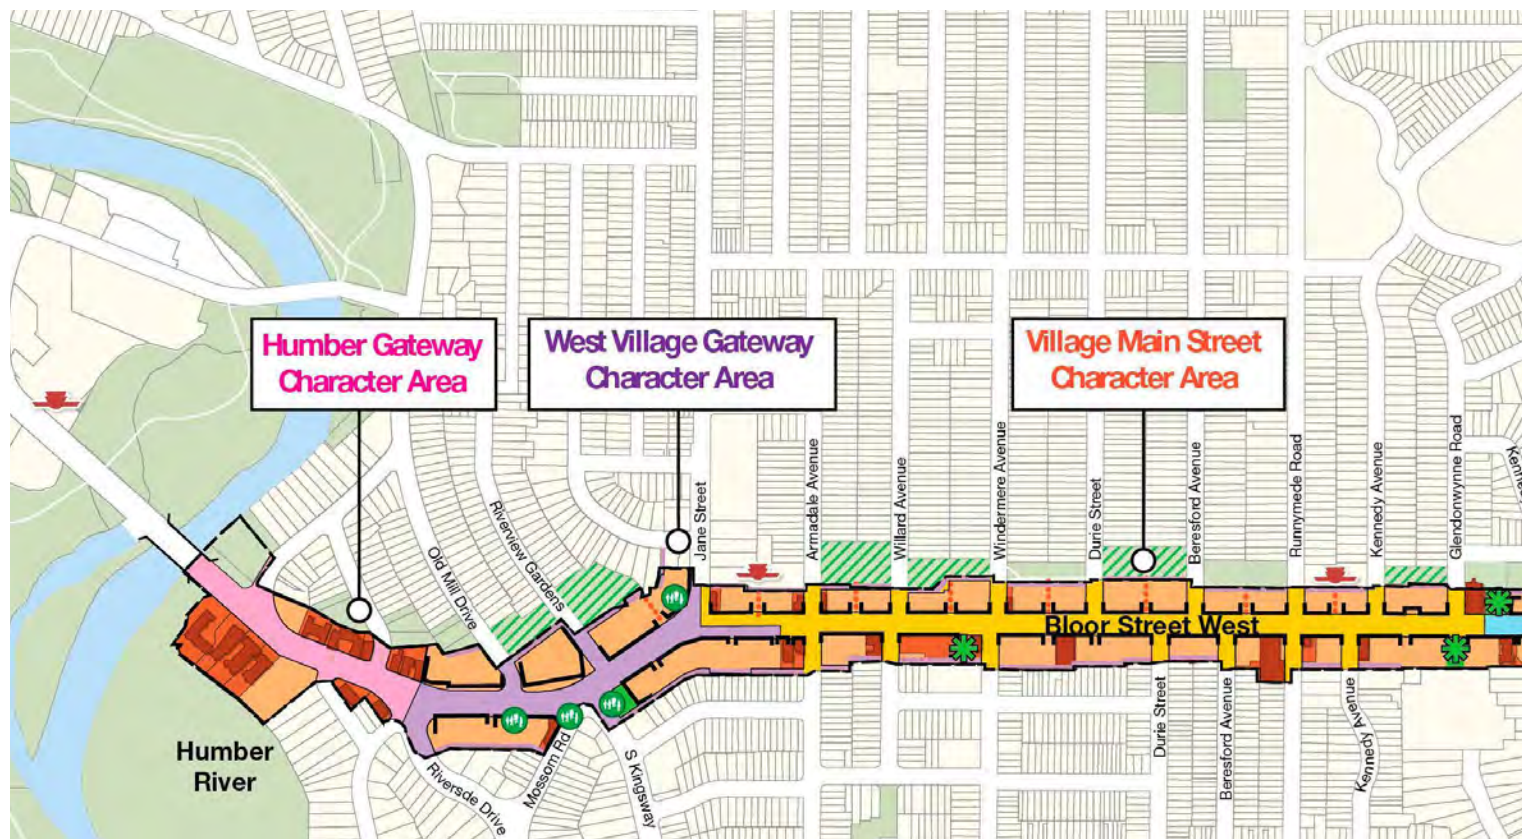 Humber Gateway
Character Area
West Village Gateway
Character Area
Village Main Street
Character Area
Old Mill Drive
Riverview Gardens
Jane Street
Armadale Avenue
Willard Avenue
Windermere Avenue
Durie Street
Beresford Avenue
Runnymede Road
Kennedy Avenue
Glendonwynne Road
Bloor Street West
Humber
River
Riversde Drive
Mossom Rd
S Kingsway
Durie Street
Beresford Avenue
Kennedy Avenue